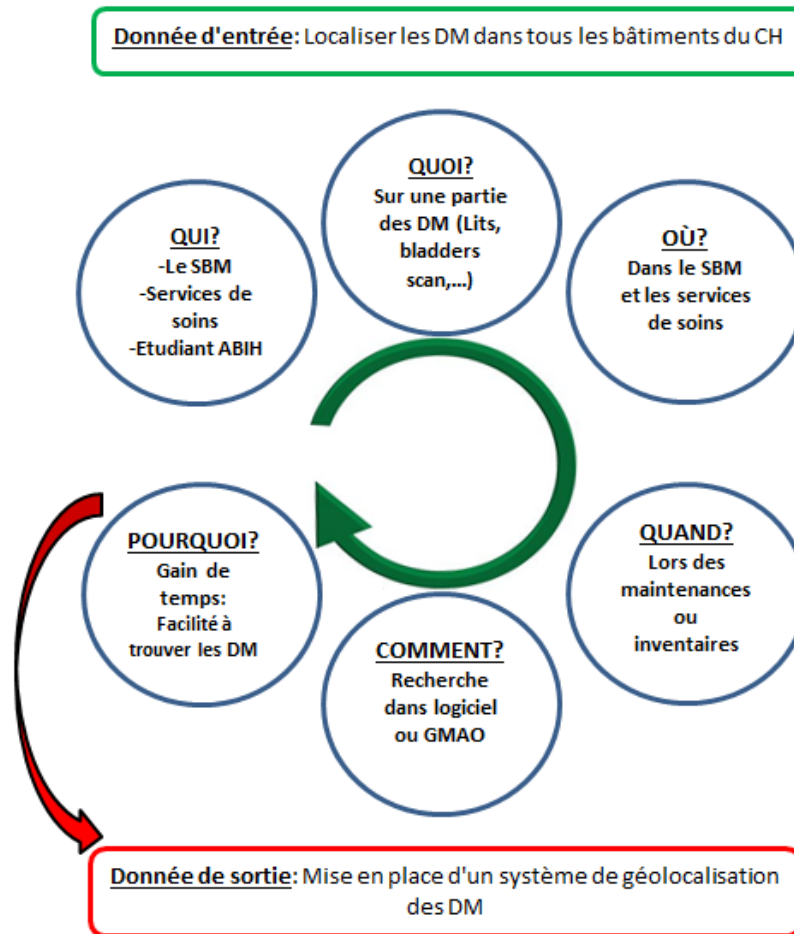 Donnée d'entrée: Localiser les DM dans tous les bâtiments du CH
QUOI?
Sur une partie
des DM (Lits,
bladders
scan,...)
QUI?
-Le SBM
-Services de
soins
-Etudiant ABIH
OÙ?
Dans le SBM
et les services
de soins
POURQUOI?
Gain de
temps:
Facilité à
trouver les DM
QUAND?
Lors des
maintenances
ou
inventaires
COMMENT?
Recherche
dans logiciel
ou GMAO
Donnée de sortie: Mise en place d'un système de géolocalisation
des DM